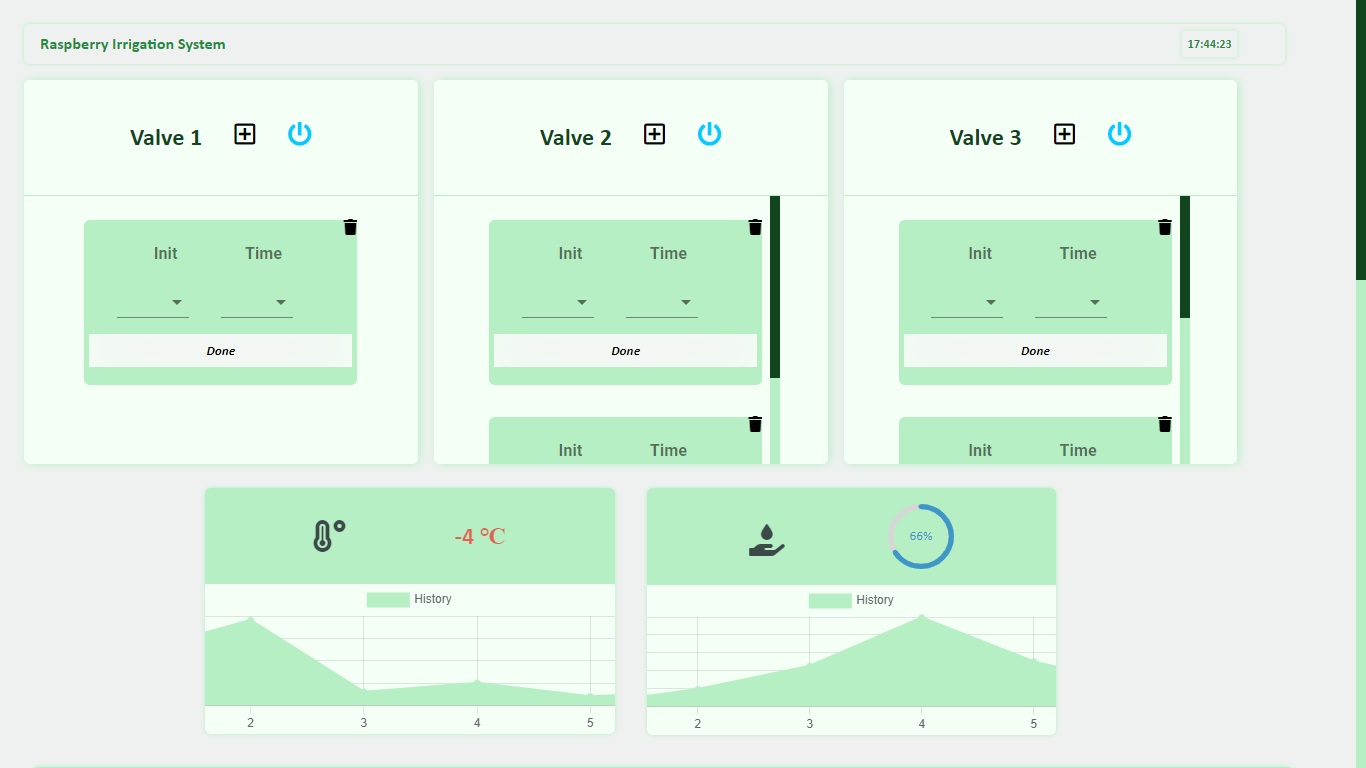 Raspberry Irrigation System
17:44:23
Valve 1
Valve 2
Valve 3
Init Time
Done
Init Time
Done
Init Time
Done
Init Time
Init Time
-4 °C
66%
History
2 3 4 5
History
2 3 4 5